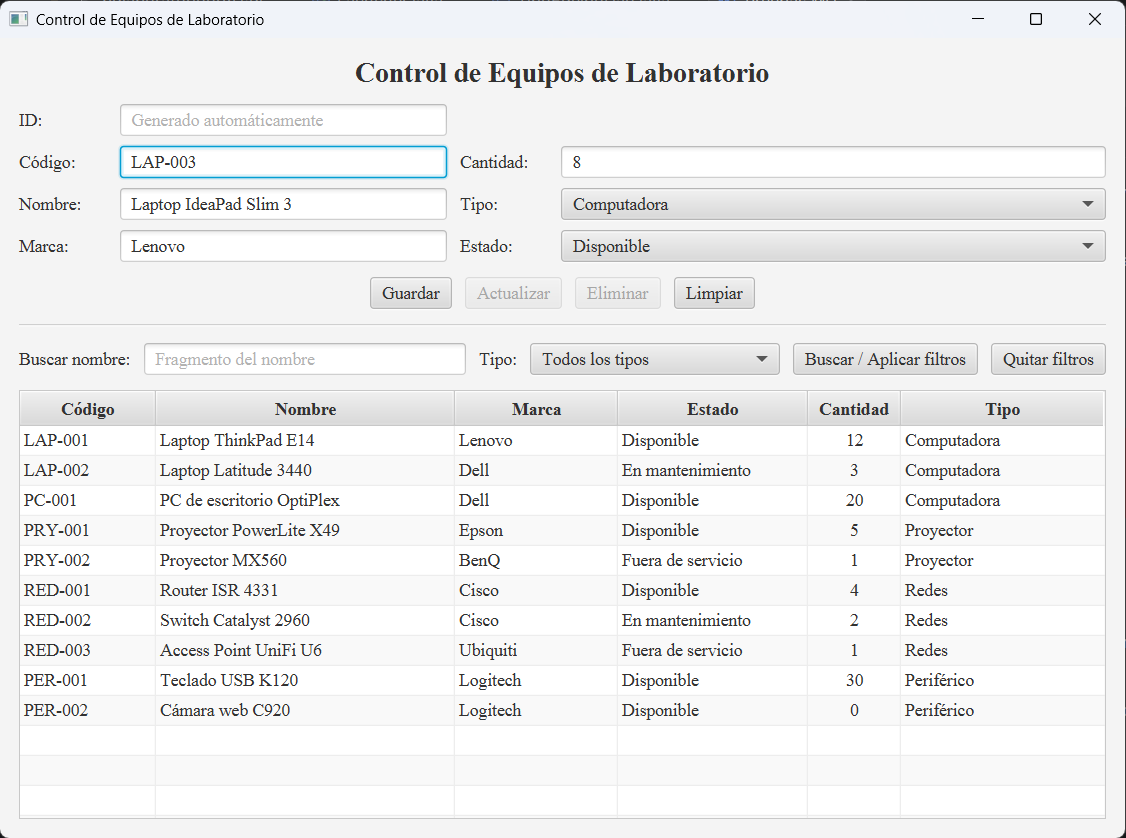 Control de Equipos de Laboratorio
Control de Equipos de Laboratorio
ID: Generado automáticamente
Código: LAP-003 Cantidad: 8
Nombre: Laptop IdeaPad Slim 3 Tipo: Computadora
Marca: Lenovo Estado: Disponible
Guardar Actualizar Eliminar Limpiar
Buscar nombre: Fragmento del nombre Tipo: Todos los tipos Buscar / Aplicar filtros Quitar filtros
Código Nombre Marca Estado Cantidad Tipo
LAP-001 Laptop ThinkPad E14 Lenovo Disponible 12 Computadora
LAP-002 Laptop Latitude 3440 Dell En mantenimiento 3 Computadora
PC-001 PC de escritorio OptiPlex Dell Disponible 20 Computadora
PRY-001 Proyector PowerLite X49 Epson Disponible 5 Proyector
PRY-002 Proyector MX560 BenQ Fuera de servicio 1 Proyector
RED-001 Router ISR 4331 Cisco Disponible 4 Redes
RED-002 Switch Catalyst 2960 Cisco En mantenimiento 2 Redes
RED-003 Access Point UniFi U6 Ubiquiti Fuera de servicio 1 Redes
PER-001 Teclado USB K120 Logitech Disponible 30 Periférico
PER-002 Cámara web C920 Logitech Disponible 0 Periférico